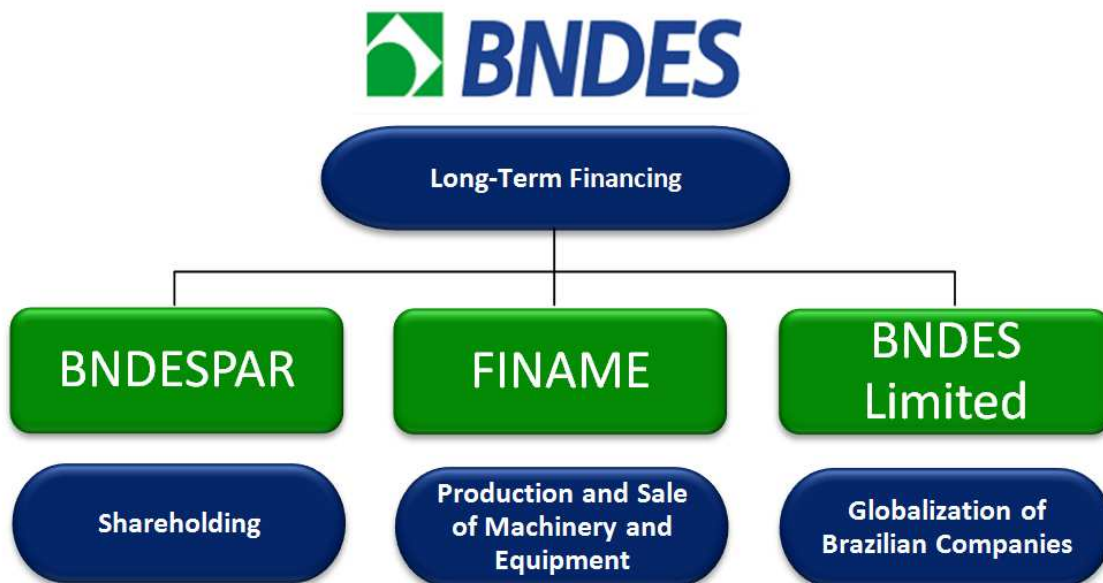 BNDES
Long-Term Financing
BNDESPAR
FINAME
BNDES
Limited
Shareholding
Production and Sale
of Machinery and
Equipment
Globalization of
Brazilian Companies